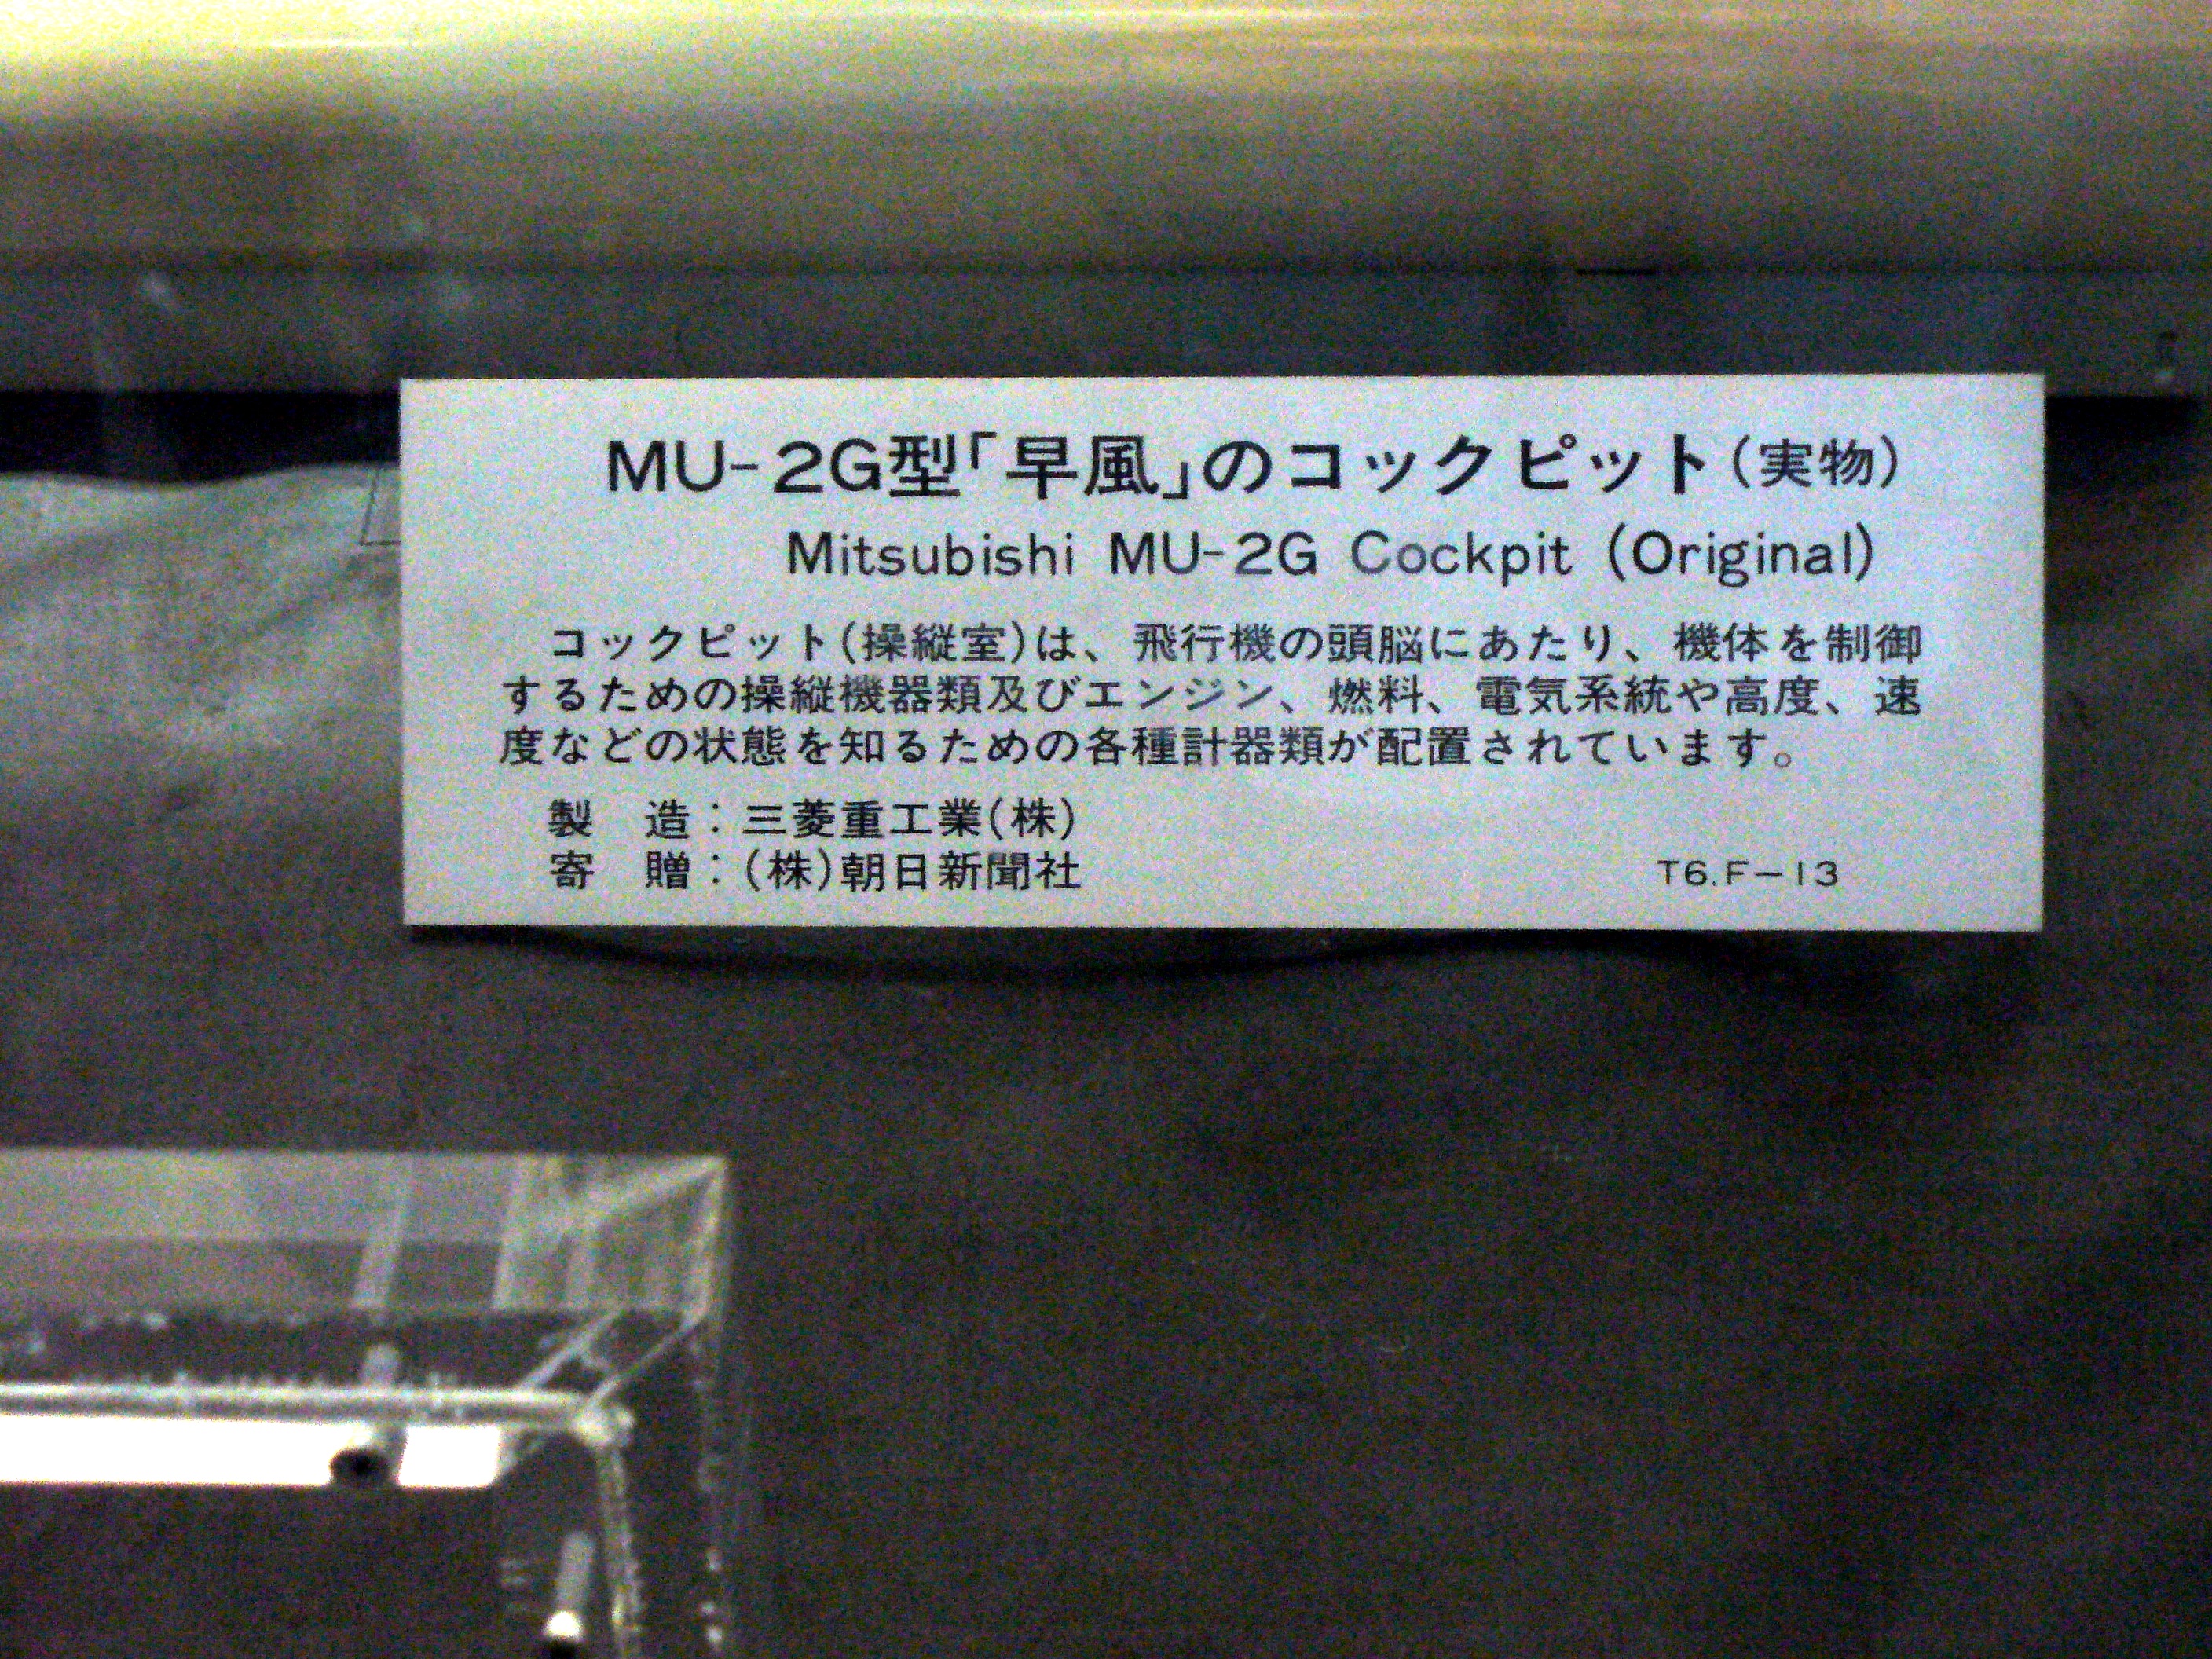 MU-2G型「早風」のコックピット(実物)
Mitsubishi MU-2G Cockpit (Original)
コックピット(操縦室)は、飛行機の頭脳にあたり、機体を制御
するための操縦機器類及びエンジン、燃料、電気系統や高度、速
度などの状態を知るための各種計器類が配置されています。
製　造：三菱重工業(株)
寄　贈：(株)朝日新聞社
T6.F－13